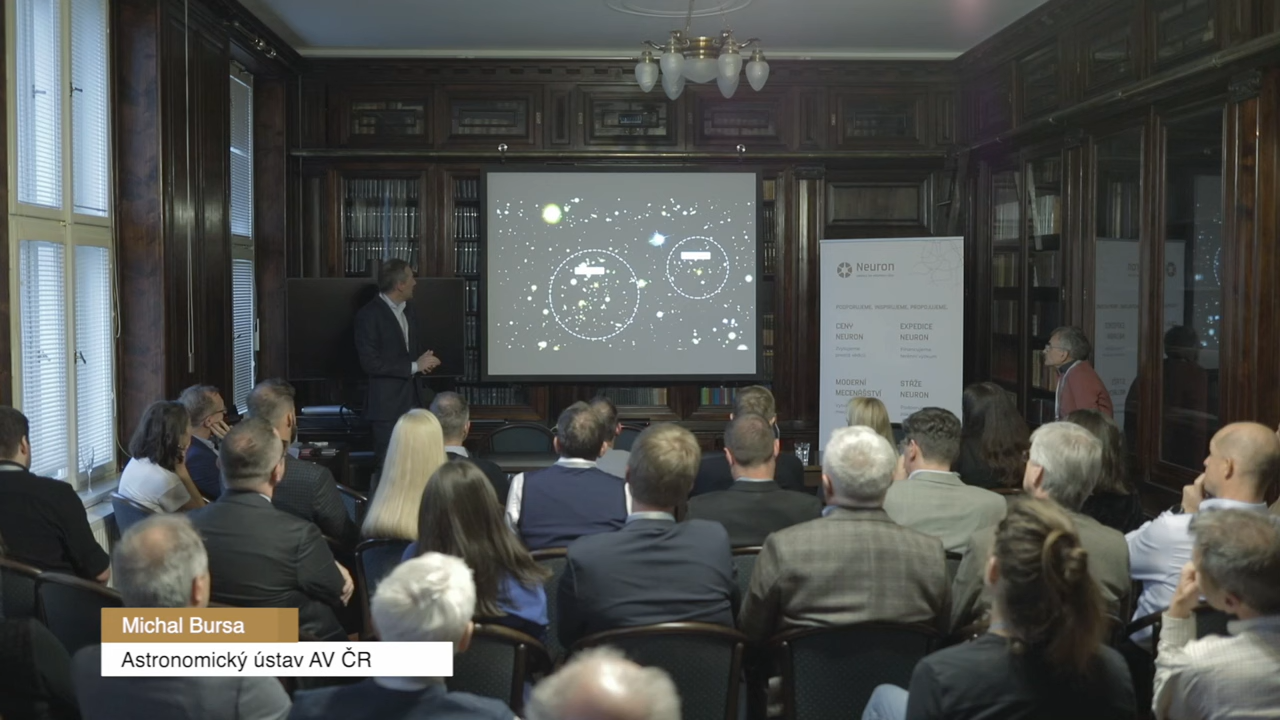 Neuron
PODPORUJEME, INSPIRUJEME, PROPOJUJEME.
CENY
NEURON
EXPEDICE
NEURON
MODERNÍ
MECENÁŠSTVÍ
STÁŽE
NEURON
Michal Bursa
Astronomický ústav AV ČR